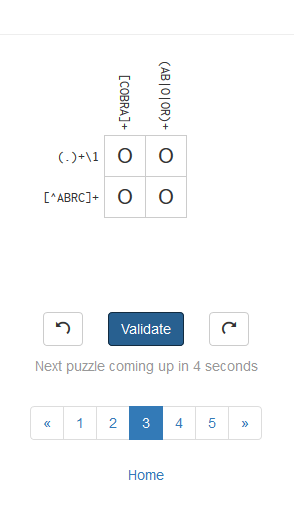 [COBRA]+
(AB|O|OR)+
(.)+\1
O O
[^ABRC]+
O O
Validate
Next puzzle coming up in 4 seconds
« 1 2 3 4 5 »
Home